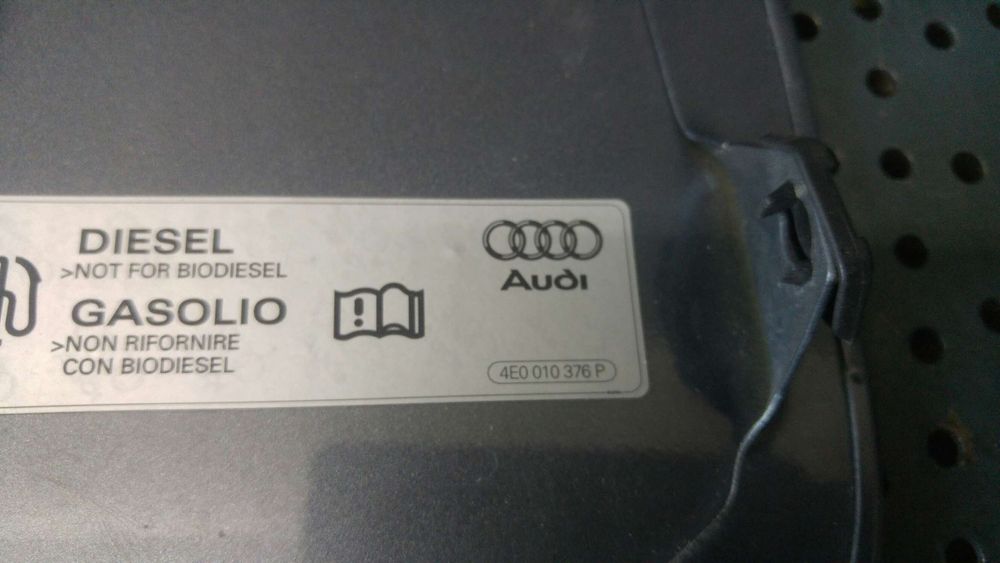 DIESEL
>NOT FOR BIODIESEL
GASOLIO
>NON RIFORNIRE
CON BIODIESEL
Audi
4E0 010 376 P